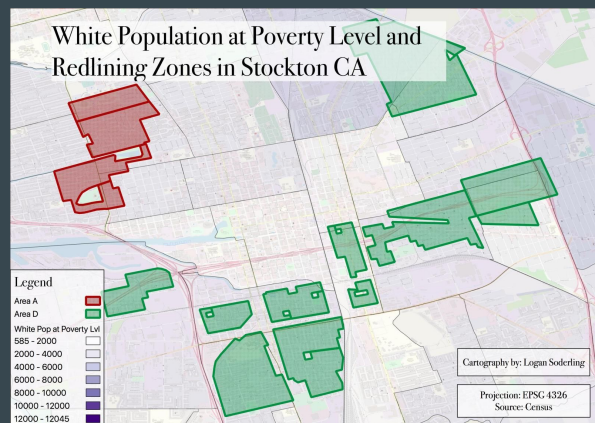 White Population at Poverty Level and
Redlining Zones in Stockton CA
Legend
Area A
Area D
White Pop at Poverty Lvl
585 - 2000
2000 - 4000
4000 - 6000
6000 - 8000
8000 - 10000
10000 - 12000
12000 - 12045
Cartography by: Logan Soderling
Projection: EPSG 4326
Source: Census